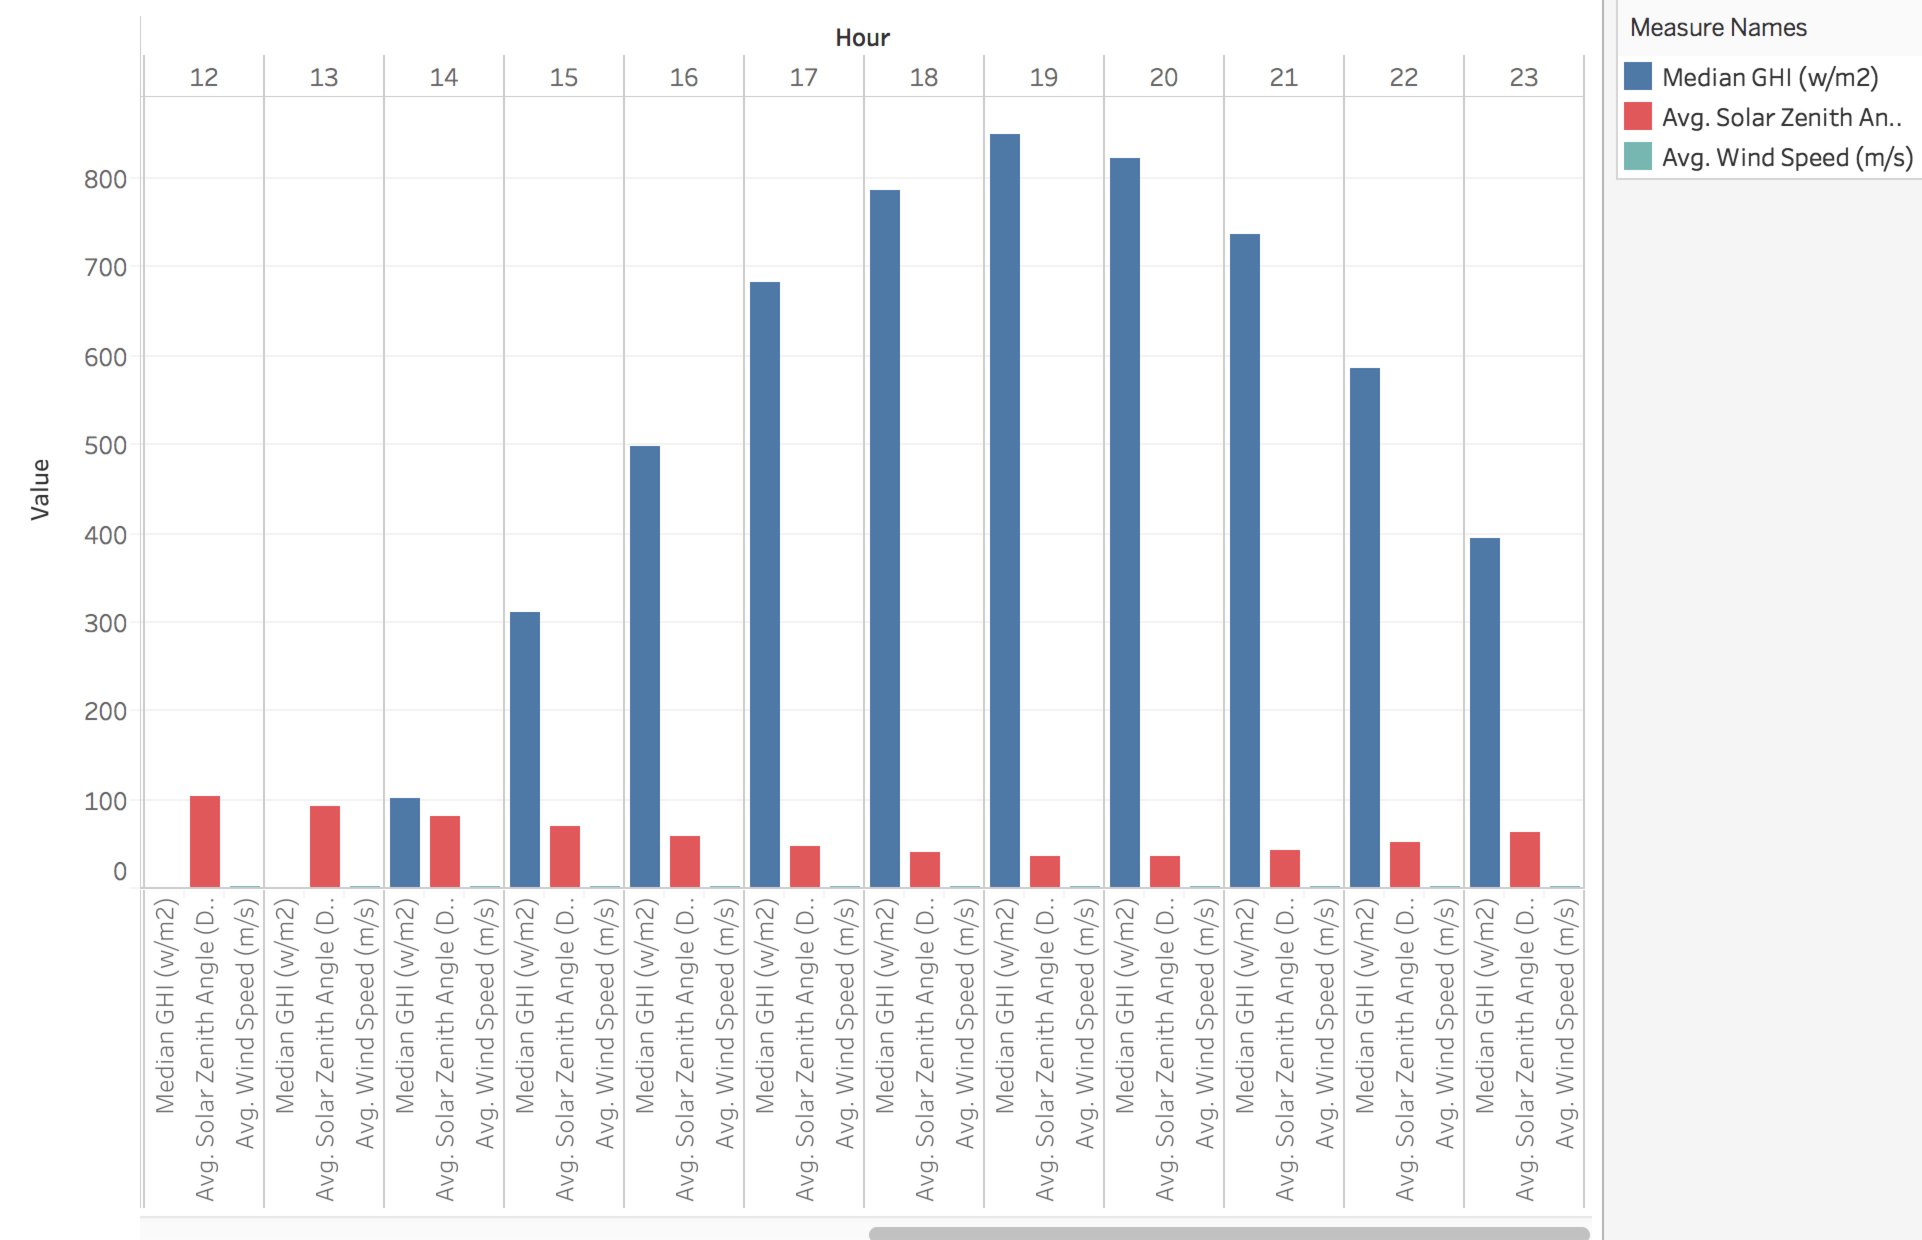 Hour
12 13 14 15 16 17 18 19 20 21 22 23
Value
800
700
600
500
400
300
200
100
0
Median GHI (w/m2)
Avg. Solar Zenith Angle (D..
Avg. Wind Speed (m/s)
Median GHI (w/m2)
Avg. Solar Zenith Angle (D..
Avg. Wind Speed (m/s)
Median GHI (w/m2)
Avg. Solar Zenith Angle (D..
Avg. Wind Speed (m/s)
Median GHI (w/m2)
Avg. Solar Zenith Angle (D..
Avg. Wind Speed (m/s)
Median GHI (w/m2)
Avg. Solar Zenith Angle (D..
Avg. Wind Speed (m/s)
Median GHI (w/m2)
Avg. Solar Zenith Angle (D..
Avg. Wind Speed (m/s)
Median GHI (w/m2)
Avg. Solar Zenith Angle (D..
Avg. Wind Speed (m/s)
Median GHI (w/m2)
Avg. Solar Zenith Angle (D..
Avg. Wind Speed (m/s)
Median GHI (w/m2)
Avg. Solar Zenith Angle (D..
Avg. Wind Speed (m/s)
Median GHI (w/m2)
Avg. Solar Zenith Angle (D..
Avg. Wind Speed (m/s)
Median GHI (w/m2)
Avg. Solar Zenith Angle (D..
Avg. Wind Speed (m/s)
Median GHI (w/m2)
Avg. Solar Zenith Angle (D..
Avg. Wind Speed (m/s)
Measure Names
Median GHI (w/m2)
Avg. Solar Zenith An..
Avg. Wind Speed (m/s)